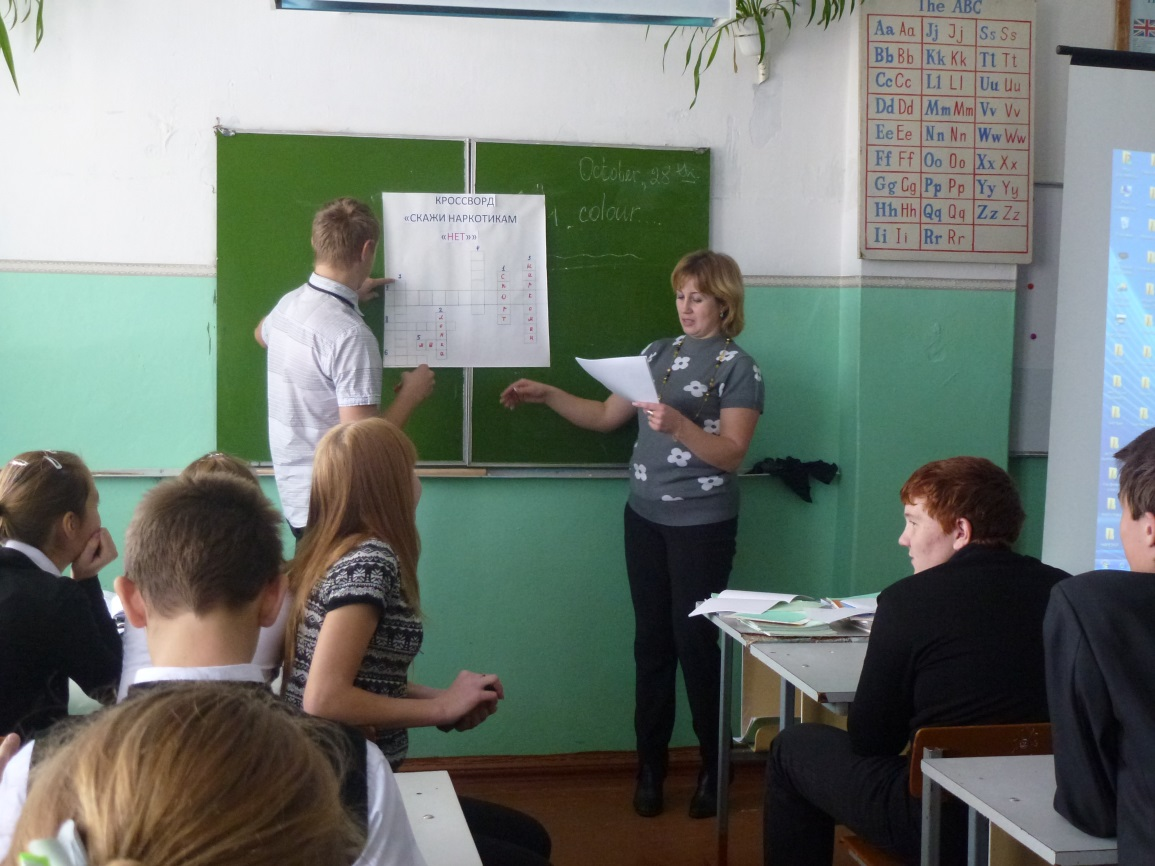 The ABC
Aa Aa Jj Jj Ss Ss
Bb Bb Kk Kk Tt Tt
Cc Cc Ll Ll Uu Uu
Dd Dd Mm Mm Vv Vv
Ee Ee Nn Nn Ww Ww
Ff Ff Oo Oo Xx Xx
Gg Gg Pp Pp Yy Yy
Hh Hh Qq Qq Zz Zz
Ii Ii Rr Rr
October, 28 th
colour...
КРОССВОРД
«СКАЖИ НАРКОТИКАМ
«НЕТ»»
СПОРТ